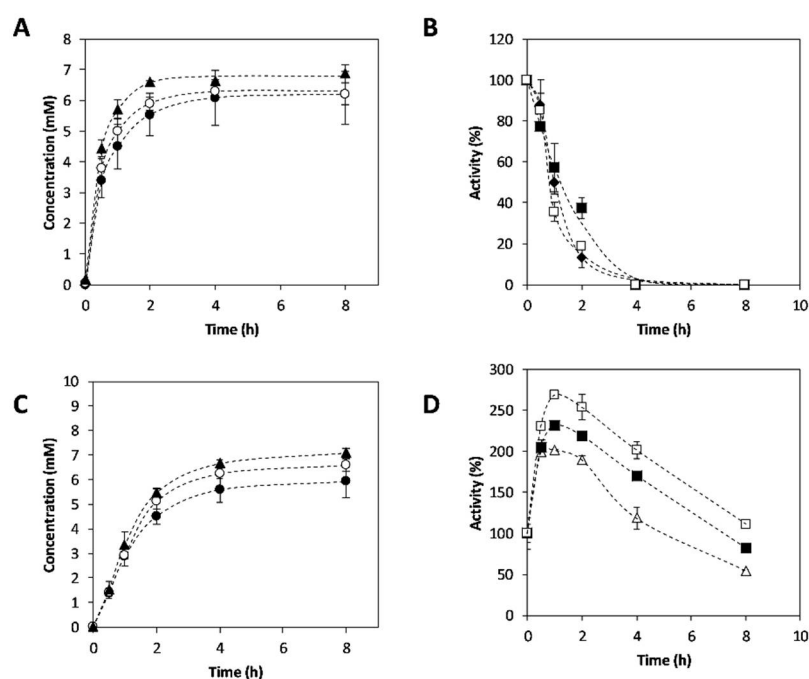 A
Concentration (mM)
8
7
6
5
4
3
2
1
0
0 2 4 6 8
Time (h)
B
Activity (%)
120
100
80
60
40
20
0
0 2 4 6 8 10
Time (h)
C
Concentration (mM)
10
9
8
7
6
5
4
3
2
1
0
0 2 4 6 8
Time (h)
D
Activity (%)
300
250
200
150
100
50
0
0 2 4 6 8 10
Time (h)